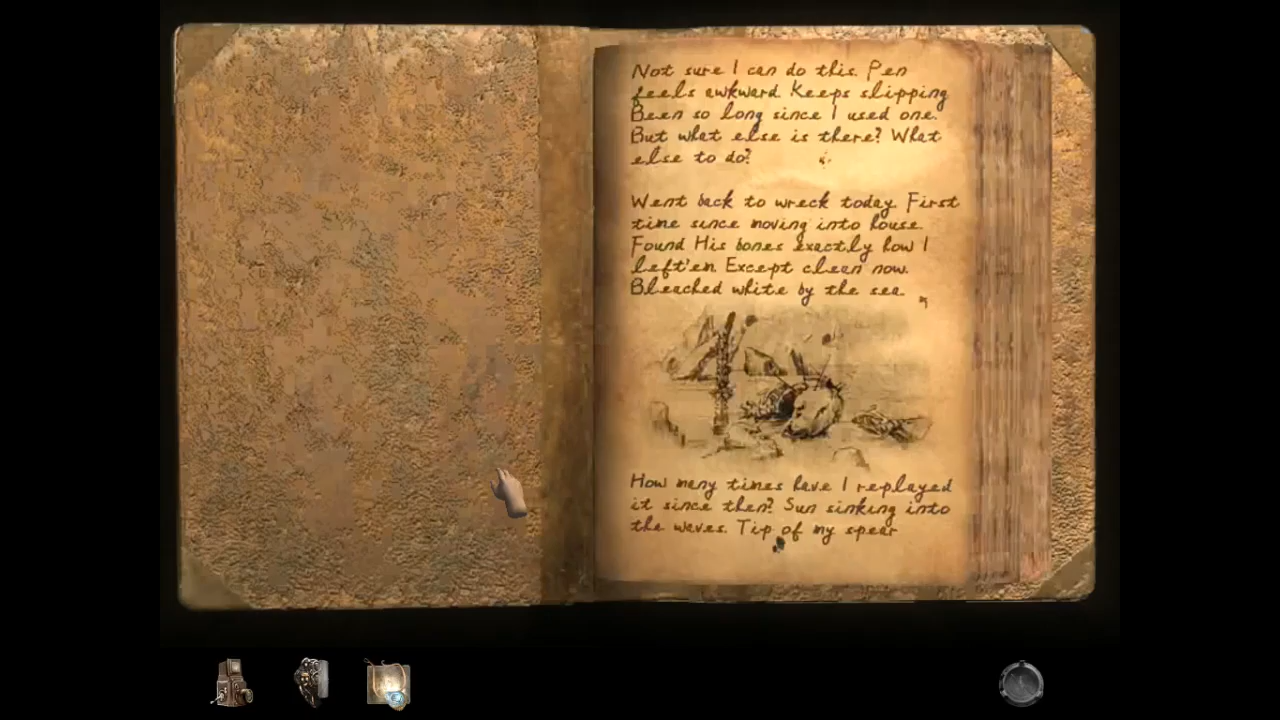 Not sure I can do this. Pen
feels awkward. Keeps slipping
Been so long since I used one.
But what else is there? What
else to do?
Went back to wreck today. First
time since moving into house.
Found His bones exactly how I
left'em. Except clean now.
Bleached white by the sea.
How many times have I replayed
it since then? Sun sinking into
the waves. Tip of my spear